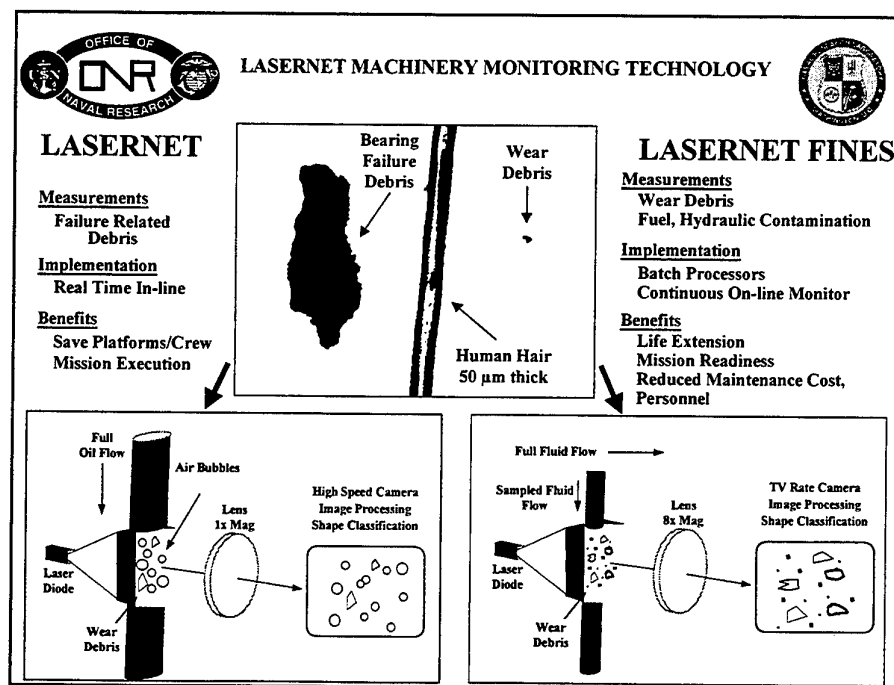 OFFICE OF
USN
ONR
NAVAL RESEARCH
LASERNET MACHINERY MONITORING TECHNOLOGY
LASERNET
Measurements
Failure Related
Debris
Implementation
Real Time In-line
Benefits
Save Platforms/Crew
Mission Execution
Bearing
Failure
Debris
Wear
Debris
Human Hair
50 µm thick
LASERNET FINES
Measurements
Wear Debris
Fuel, Hydraulic Contamination
Implementation
Batch Processors
Continuous On-line Monitor
Benefits
Life Extension
Mission Readiness
Reduced Maintenance Cost,
Personnel
Full
Oil Flow
Air Bubbles
High Speed Camera
Image Processing
Shape Classification
Lens
1x Mag
Laser
Diode
Wear
Debris
Full Fluid Flow
Sampled Fluid
Flow
TV Rate Camera
Image Processing
Shape Classification
Lens
8x Mag
Laser
Diode
Wear
Debris